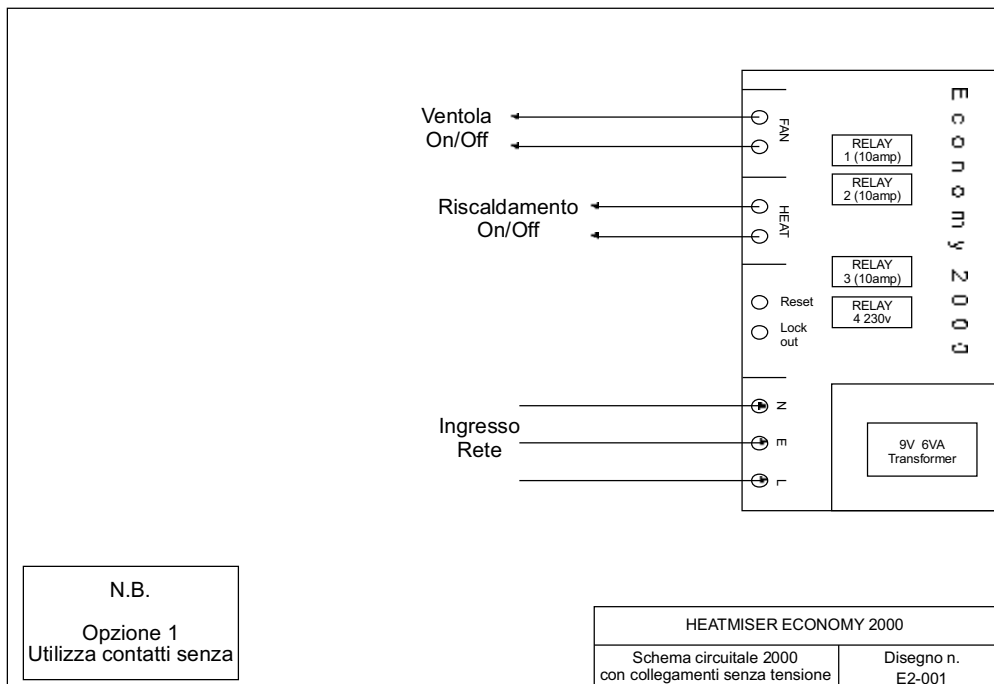 Ventola
On/Off
FAN
RELAY
1 (10amp)
RELAY
2 (10amp)
Economy 2000
Riscaldamento
On/Off
HEAT
RELAY
3 (10amp)
Reset
RELAY
4 230v
Lock
out
Ingresso
Rete
N
E
L
9V 6VA
Transformer
N.B.
Opzione 1
Utilizza contatti senza
HEATMISER ECONOMY 2000
Schema circuitale 2000
con collegamenti senza tensione
Disegno n.
E2-001